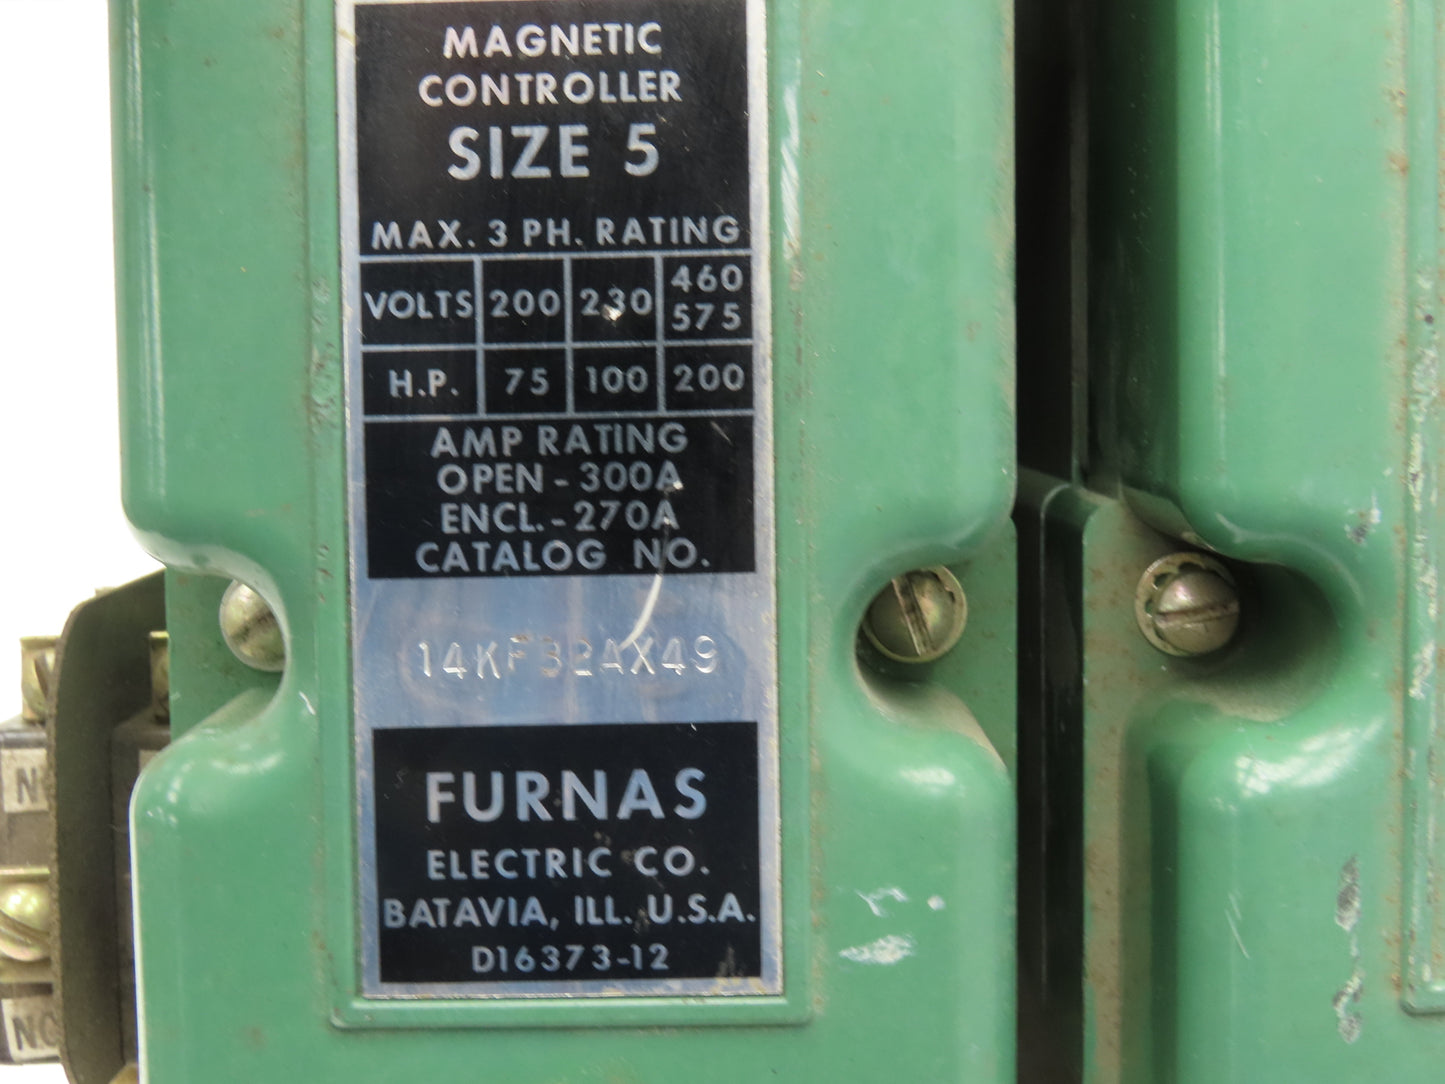 MAGNETIC
CONTROLLER
SIZE 5
MAX. 3 PH. RATING
VOLTS 200 230 460 575
H.P. 75 100 200
AMP RATING
OPEN - 300A
ENCL. - 270A
CATALOG NO.
14KF32AX49
FURNAS
ELECTRIC CO.
BATAVIA, ILL. U.S.A.
D16373-12